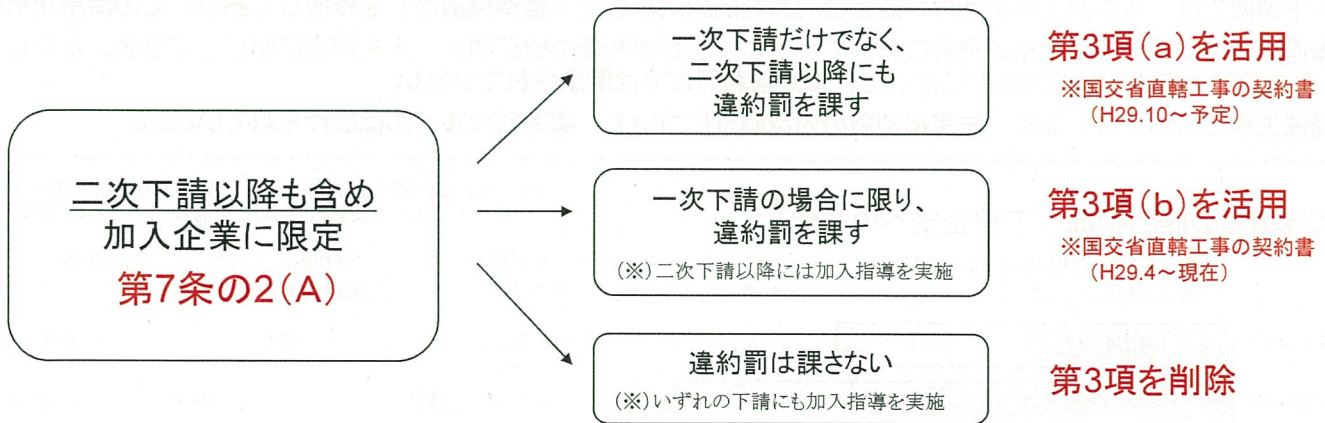 二次下請以降も含め
加入企業に限定
第7条の2(A)
一次下請だけでなく、
二次下請以降にも
違約罰を課す
第3項(a)を活用
※国交省直轄工事の契約書
(H29.10～予定)
一次下請の場合に限り、
違約罰を課す
(※)二次下請以降には加入指導を実施
第3項(b)を活用
※国交省直轄工事の契約書
(H29.4～現在)
違約罰は課さない
(※)いずれの下請にも加入指導を実施
第3項を削除